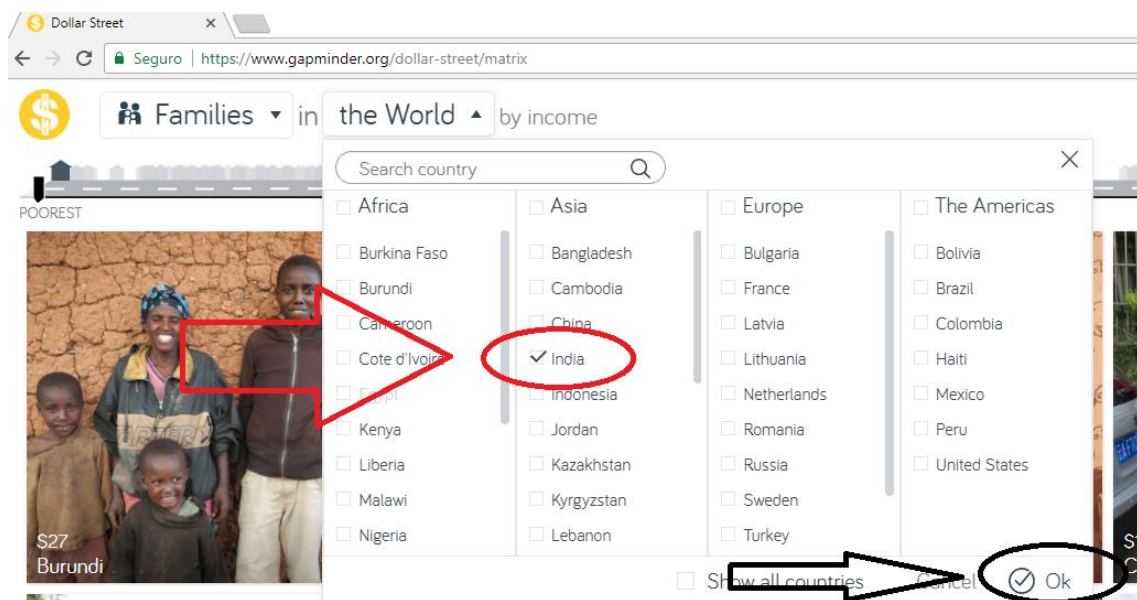 Dollar Street
Seguro | https://www.gapminder.org/dollar-street/matrix
Families in the World by income
Search country
POOREST
Africa Asia Europe The Americas
Burkina Faso Bangladesh Bulgaria Bolivia
Burundi Cambodia France Brazil
Cameroon China Latvia Colombia
Cote d'Ivoire India Lithuania Haiti
Egypt Indonesia Netherlands Mexico
Kenya Jordan Romania Peru
Liberia Kazakhstan Russia United States
Malawi Kyrgyzstan Sweden
Nigeria Lebanon Turkey
$27
Burundi
Show all countries Cancel Ok